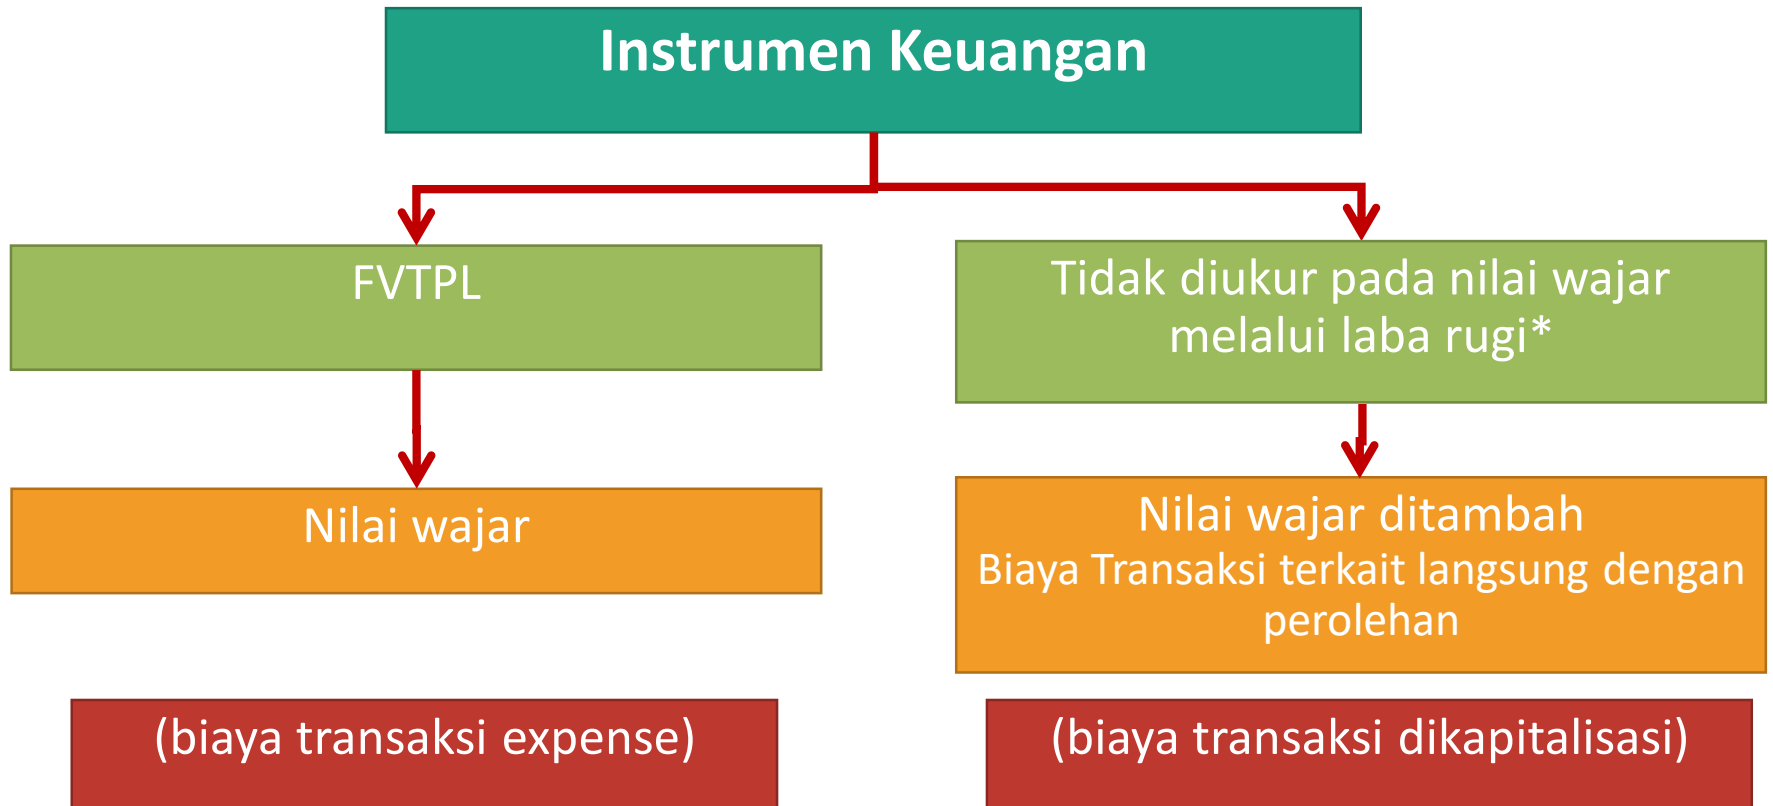 Instrumen Keuangan
FVTPL
Tidak diukur pada nilai wajar
melalui laba rugi*
Nilai wajar
Nilai wajar ditambah
Biaya Transaksi terkait langsung dengan
perolehan
(biaya transaksi expense)
(biaya transaksi dikapitalisasi)